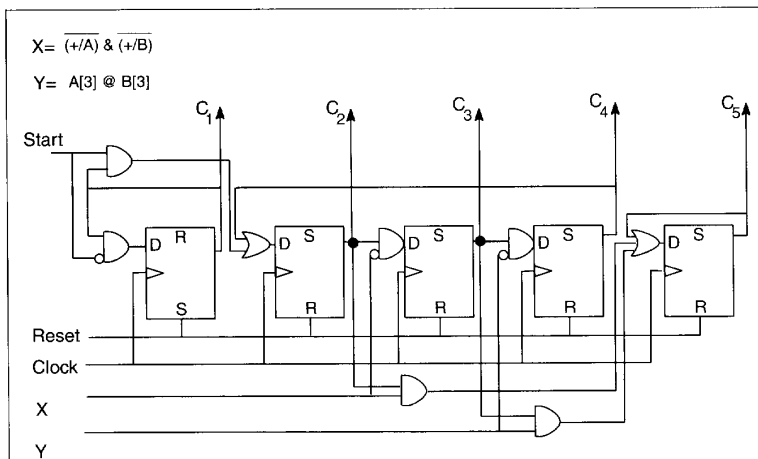 X= (+/A) & (+/B)
Y= A[3] @ B[3]
C1 C2 C3 C4 C5
Start
R S S S S
D D D D D
S R R R R
Reset
Clock
X
Y